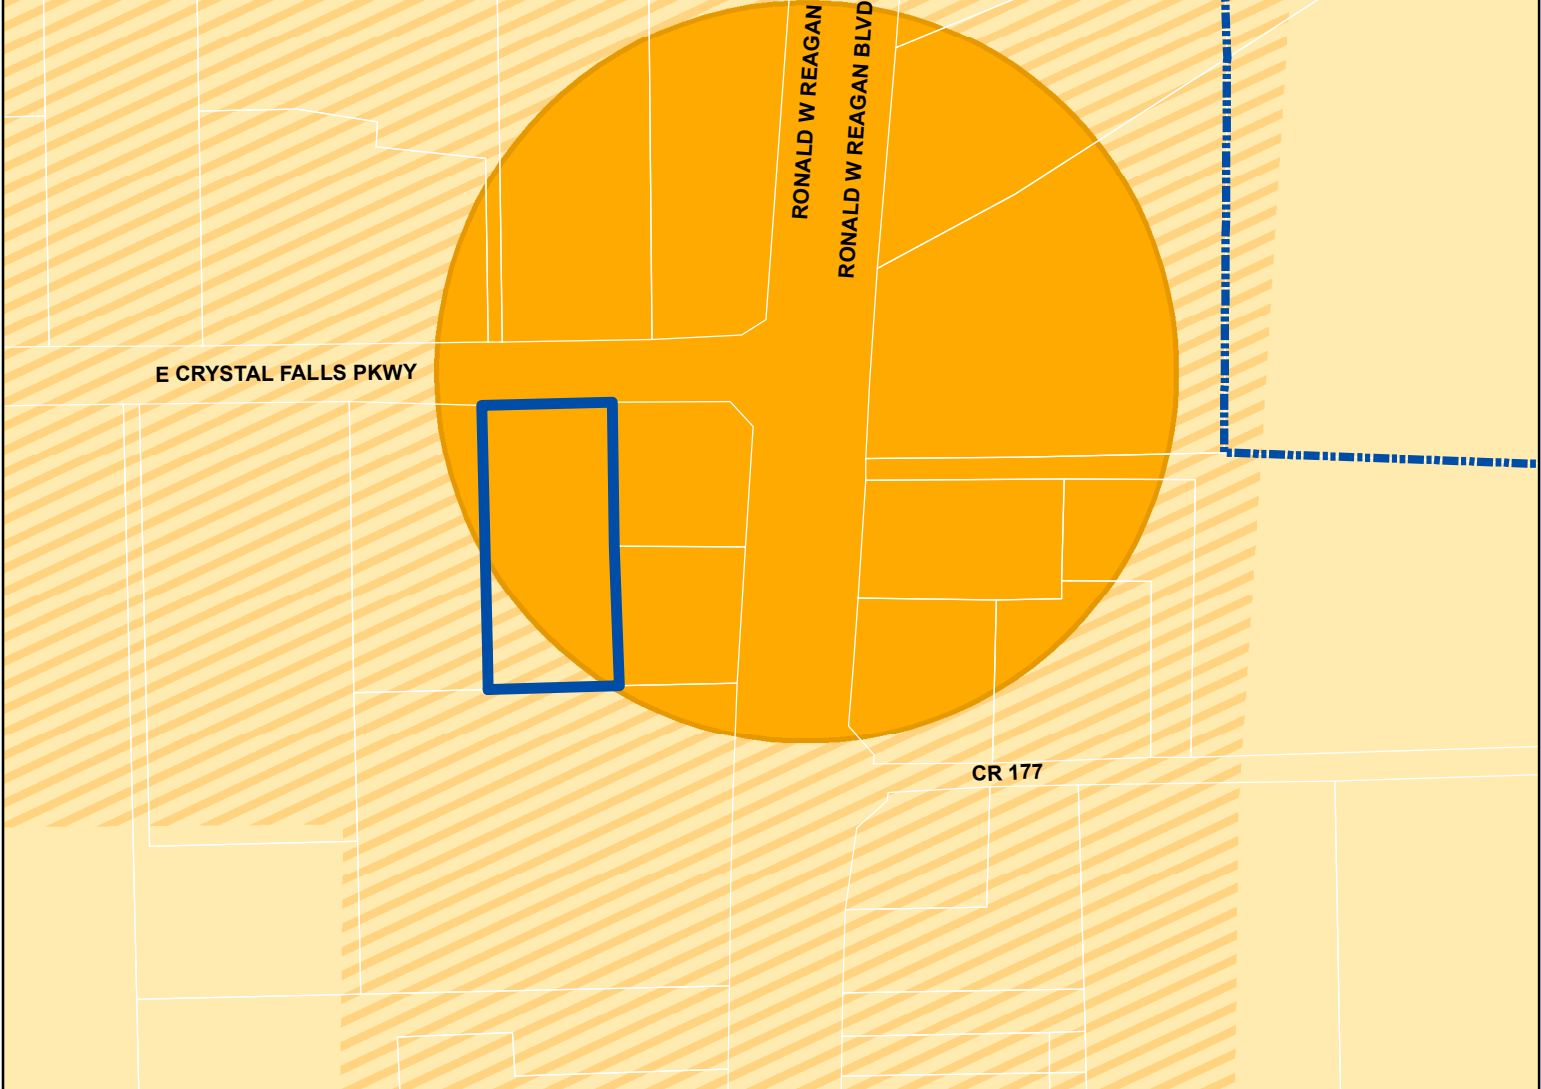 RONALD W REAGAN
RONALD W REAGAN BLVD
E CRYSTAL FALLS PKWY
CR 177